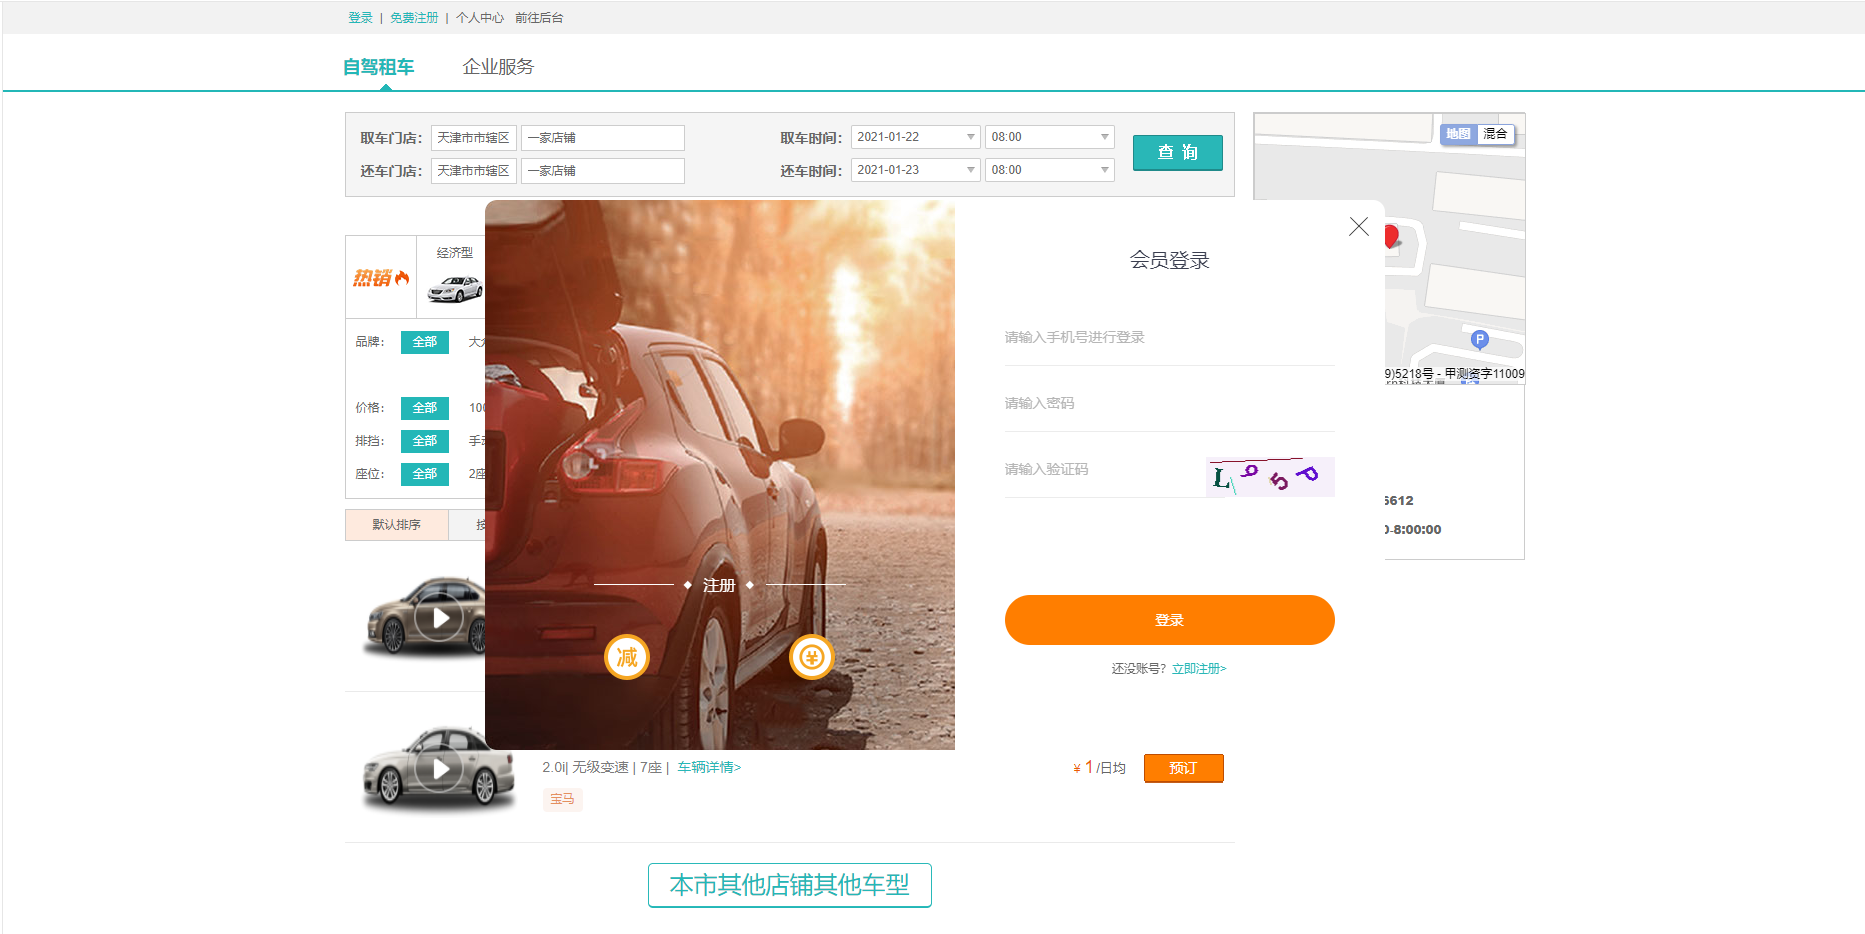 登录 | 免费注册 | 个人中心 前往后台
自驾租车 企业服务
取车门店： 天津市市辖区 一家店铺 取车时间： 2021-01-22 08:00
还车门店： 天津市市辖区 一家店铺 还车时间： 2021-01-23 08:00
查 询
地图 混合
热销
经济型
会员登录
请输入手机号进行登录
品牌： 全部
P
9)5218号 - 甲测资字11009
请输入密码
价格： 全部 100
排挡： 全部
座位： 全部 2座
请输入验证码
L 9 5 P
6612
0-8:00:00
默认排序 按
注册
减 ¥
登录
还没账号？ 立即注册>
2.0i| 无级变速 | 7座 | 车辆详情>
¥ 1 /日均 预订
宝马
本市其他店铺其他车型